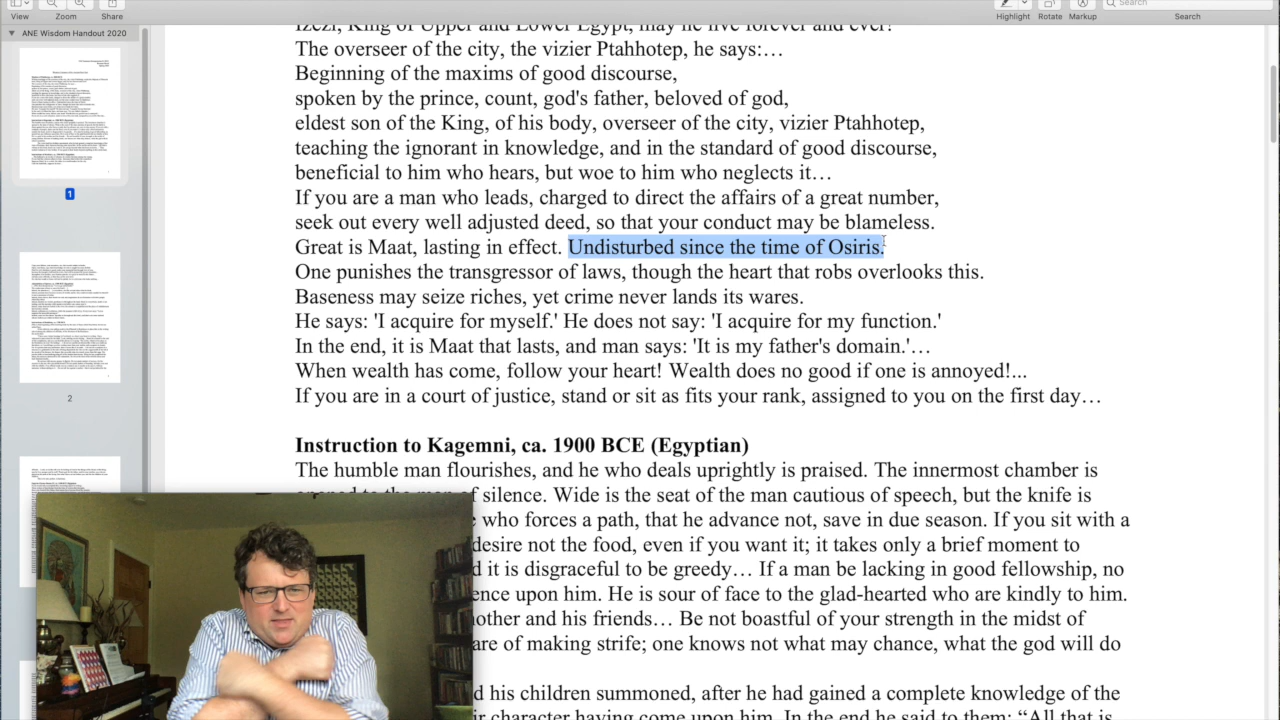 View
Zoom
Share
Highlight
Rotate
Markup
Search
Search
ANE Wisdom Handout 2020
1
2
King of Upper and Lower Egypt, may he live forever and ever!
The overseer of the city, the vizier Ptahhotep, he says:…
Beginning of the maxims of good discourse,
spoken by the prince, count, god's father, beloved of god,
eldest son of the King, of his body, overseer of the city, vizier Ptahhotep,
teaching the ignorant in knowledge, and in the standard of good discourse,
beneficial to him who hears, but woe to him who neglects it…
If you are a man who leads, charged to direct the affairs of a great number,
seek out every well adjusted deed, so that your conduct may be blameless.
Great is Maat, lasting in effect. Undisturbed since the time of Osiris.
One punishes the transgressor of laws, though the heart that robs overlooks this.
Baseness may seize riches, yet crime never lands its wares.
He says: 'I acquire for myself.' He does not say: 'I acquire for my function.'
In the end, it is Maat that lasts, and man says: 'It is my father's domain.'...
When wealth has come, follow your heart! Wealth does no good if one is annoyed!...
If you are in a court of justice, stand or sit as fits your rank, assigned to you on the first day…
Instruction to Kagemni, ca. 1900 BCE (Egyptian)
The humble man flourishes, and he who deals uprightly is praised. The innermost chamber is
of silence. Wide is the seat of the man cautious of speech, but the knife is
who forces a path, that he advance not, save in due season. If you sit with a
desire not the food, even if you want it; it takes only a brief moment to
it is disgraceful to be greedy… If a man be lacking in good fellowship, no
upon him. He is sour of face to the glad-hearted who are kindly to him.
and his friends… Be not boastful of your strength in the midst of
of making strife; one knows not what may chance, what the god will do
his children summoned, after he had gained a complete knowledge of the
character having come upon him. In the end he said to them: “All that is